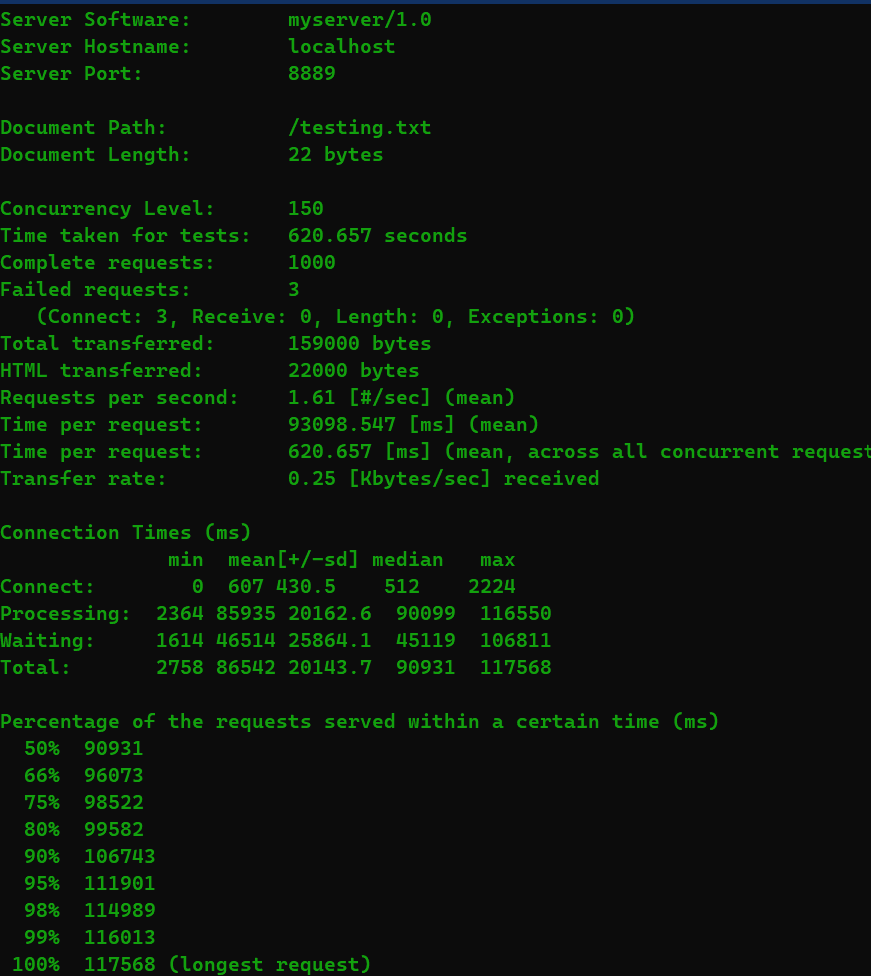 Server Software:        myserver/1.0
Server Hostname:        localhost
Server Port:            8889

Document Path:          /testing.txt
Document Length:        22 bytes

Concurrency Level:      150
Time taken for tests:   620.657 seconds
Complete requests:      1000
Failed requests:        3
   (Connect: 3, Receive: 0, Length: 0, Exceptions: 0)
Total transferred:      159000 bytes
HTML transferred:       22000 bytes
Requests per second:    1.61 [#/sec] (mean)
Time per request:       93098.547 [ms] (mean)
Time per request:       620.657 [ms] (mean, across all concurrent request
Transfer rate:          0.25 [Kbytes/sec] received

Connection Times (ms)
              min  mean[+/-sd] median   max
Connect:        0  607 430.5    512    2224
Processing:  2364 85935 20162.6  90099  116550
Waiting:     1614 46514 25864.1  45119  106811
Total:       2758 86542 20143.7  90931  117568

Percentage of the requests served within a certain time (ms)
  50%  90931
  66%  96073
  75%  98522
  80%  99582
  90%  106743
  95%  111901
  98%  114989
  99%  116013
 100%  117568 (longest request)